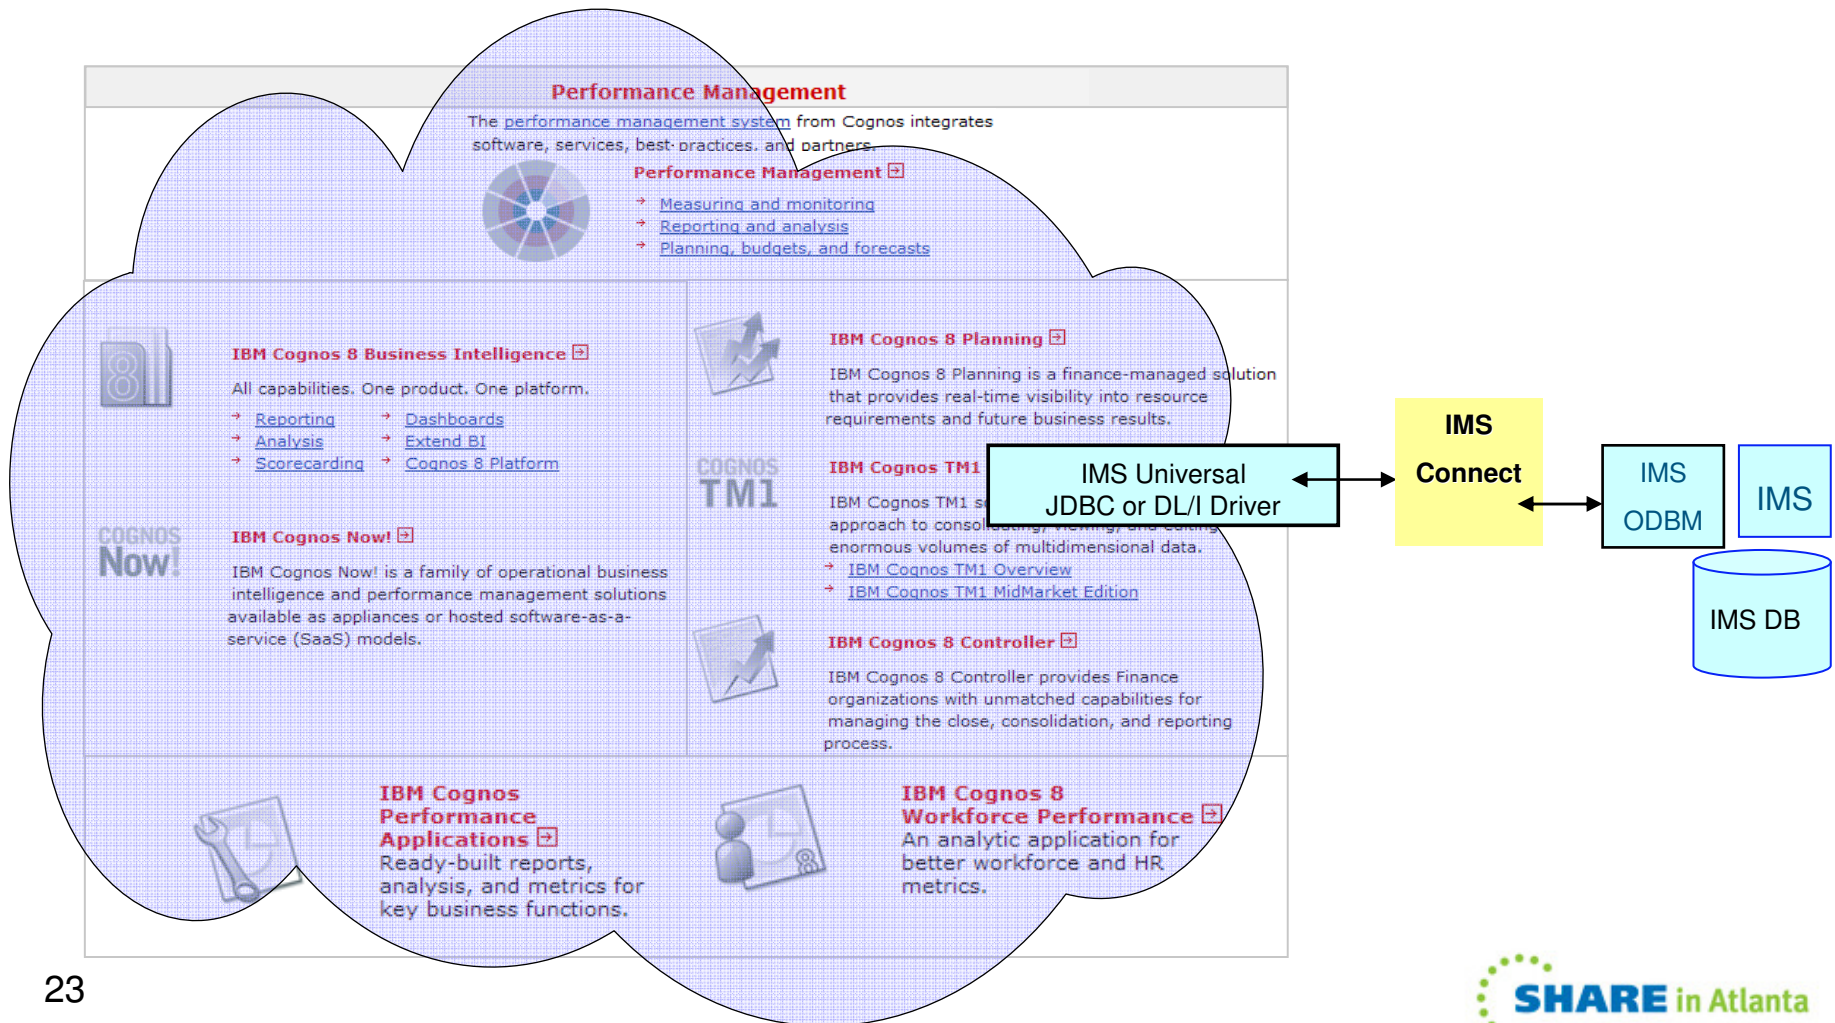 Performance Management
The performance management system from Cognos integrates
software, services, best practices, and partners.
Performance Management
Measuring and monitoring
Reporting and analysis
Planning, budgets, and forecasts
8
IBM Cognos 8 Business Intelligence
All capabilities. One product. One platform.
Reporting
Dashboards
Analysis
Extend BI
Scorecarding
Cognos 8 Platform
COGNOS
Now!
IBM Cognos Now!
IBM Cognos Now! is a family of operational business
intelligence and performance management solutions
available as appliances or hosted software-as-a-
service (SaaS) models.
IBM Cognos 8 Planning
IBM Cognos 8 Planning is a finance-managed solution
that provides real-time visibility into resource
requirements and future business results.
COGNOS
TM1
IBM Cognos TM1
IBM Cognos TM1
approach to consolidating, viewing, and editing
enormous volumes of multidimensional data.
IBM Cognos TM1 Overview
IBM Cognos TM1 MidMarket Edition
IBM Cognos 8 Controller
IBM Cognos 8 Controller provides Finance
organizations with unmatched capabilities for
managing the close, consolidation, and reporting
process.
IBM Cognos
Performance
Applications
Ready-built reports,
analysis, and metrics for
key business functions.
8
IBM Cognos 8
Workforce Performance
An analytic application for
better workforce and HR
metrics.
IMS Universal
JDBC or DL/I Driver
IMS
Connect
IMS
ODBM
IMS
IMS DB
23
SHARE in Atlanta